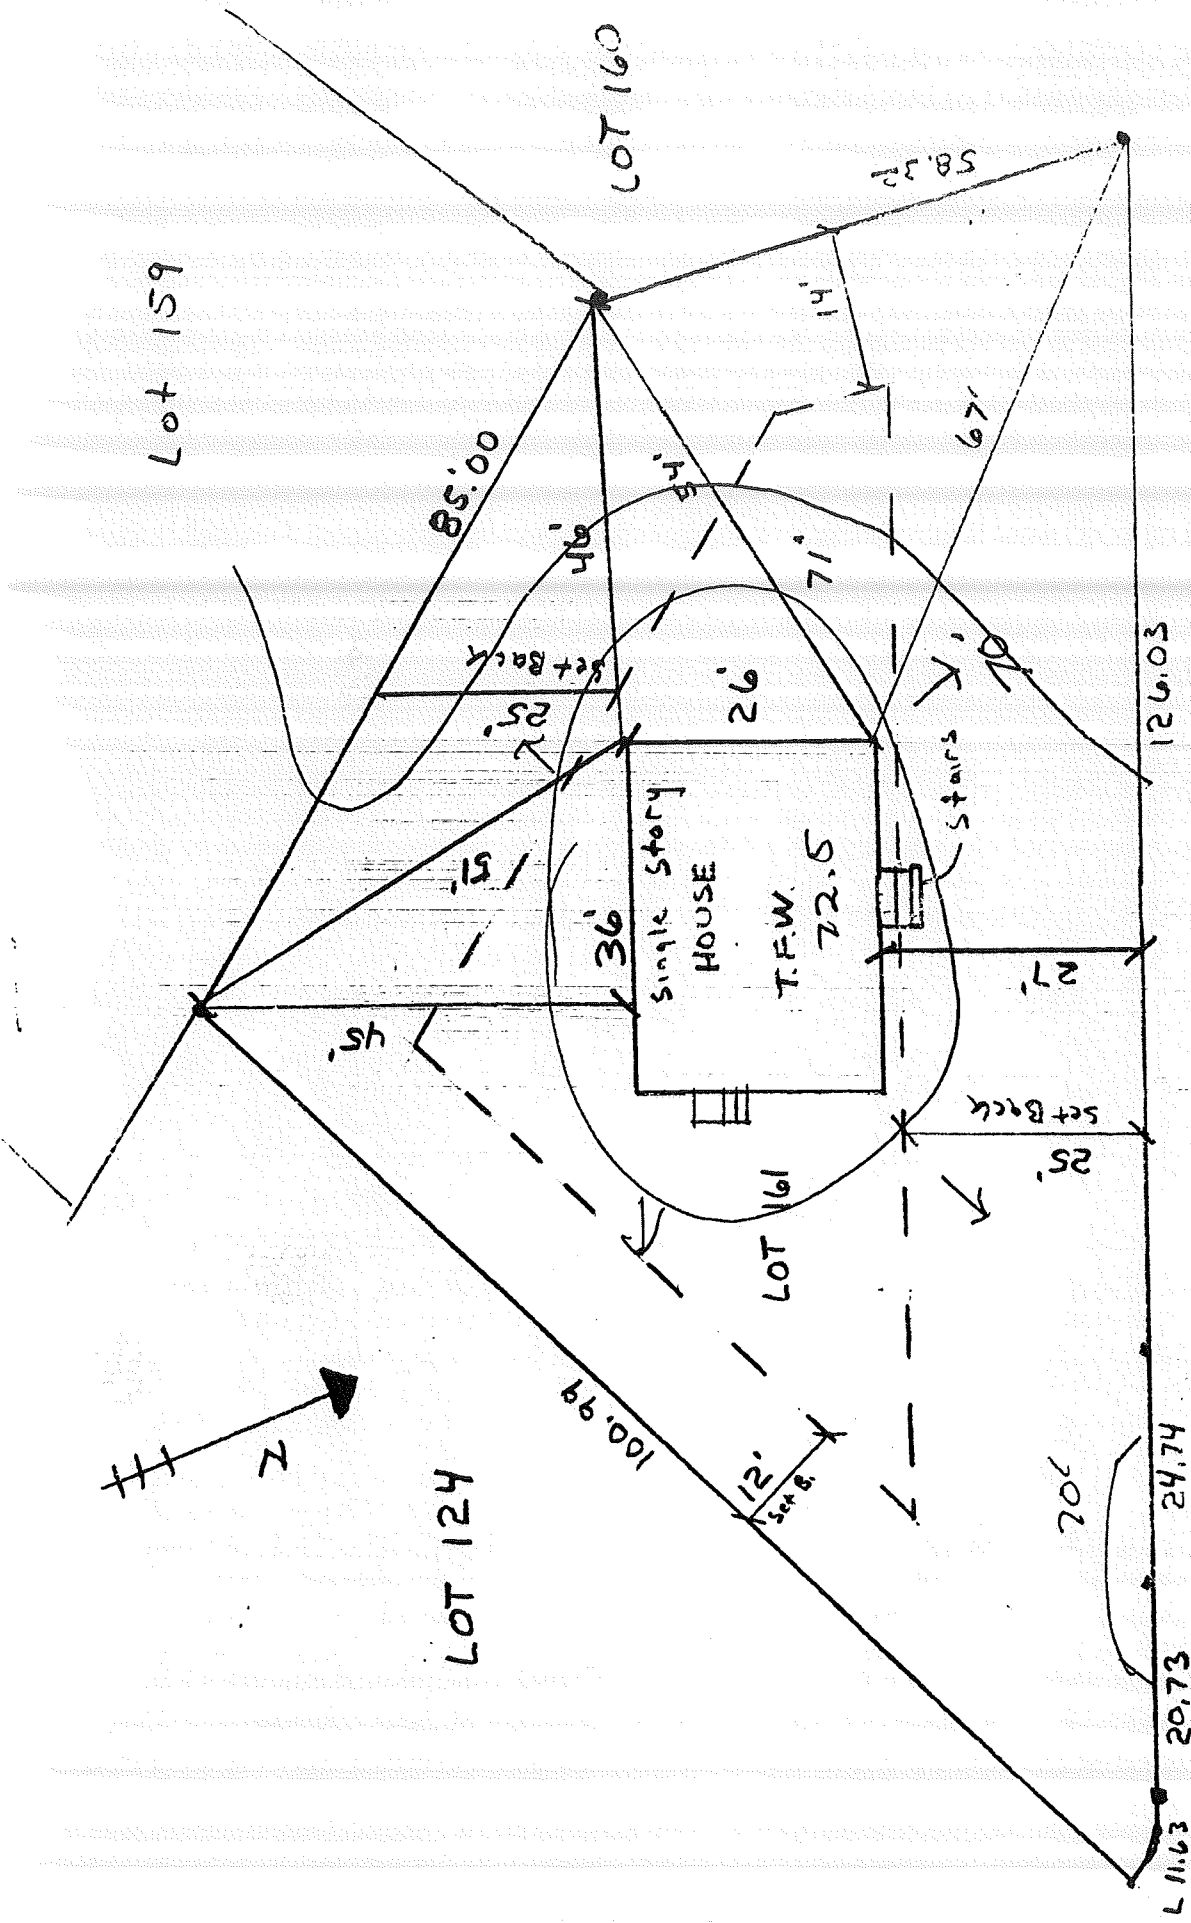 Lot 159
LOT 160
85.'00
58.32
14'
46'
54'
67'
71'
Set Back
25'
51'
45'
36'
26'
Single Story
HOUSE
T.F.W.
72.5
Stairs
70'
27'
Set Back
25'
LOT 161
N
LOT 124
100.99
12'
Set B.
70'
126.03
24.74
20.73
L 11.63